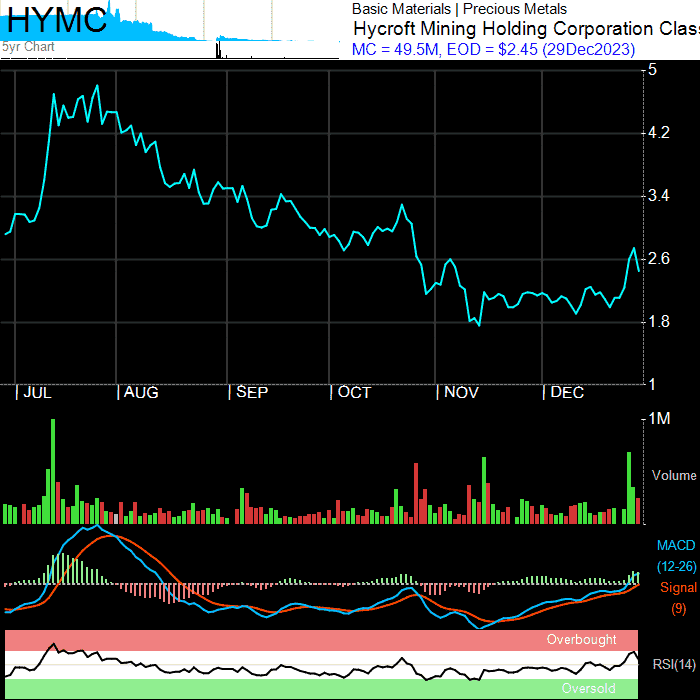 HYMC
5yr Chart
Basic Materials | Precious Metals
Hycroft Mining Holding Corporation Clas
MC = 49.5M, EOD = $2.45 (29Dec2023)
5
4.2
3.4
2.6
1.8
1
| JUL | AUG | SEP | OCT | NOV | DEC
1M
Volume
MACD
(12-26)
Signal
(9)
Overbought
RSI(14)
Oversold